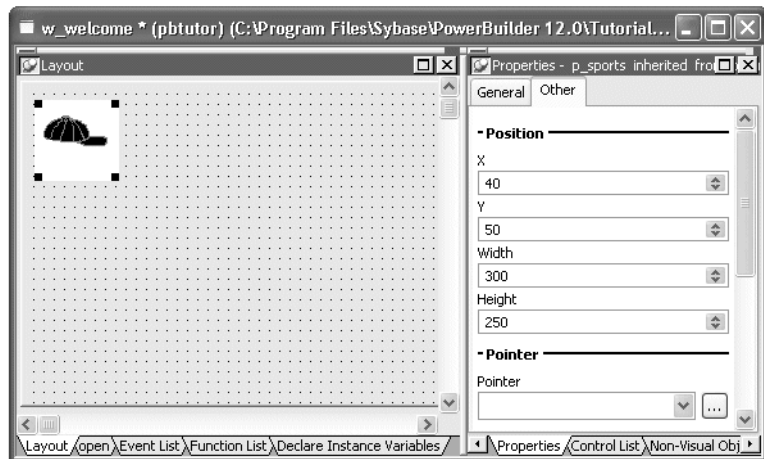 w_welcome * (pbtutor) (C:\Program Files\Sybase\PowerBuilder 12.0\Tutorial...
Layout
Properties - p_sports inherited
General Other
Position
X
40
Y
50
Width
300
Height
250
Pointer
Pointer
...
Layout open Event List Function List Declare Instance Variables
Properties Control List Non-Visual Obj